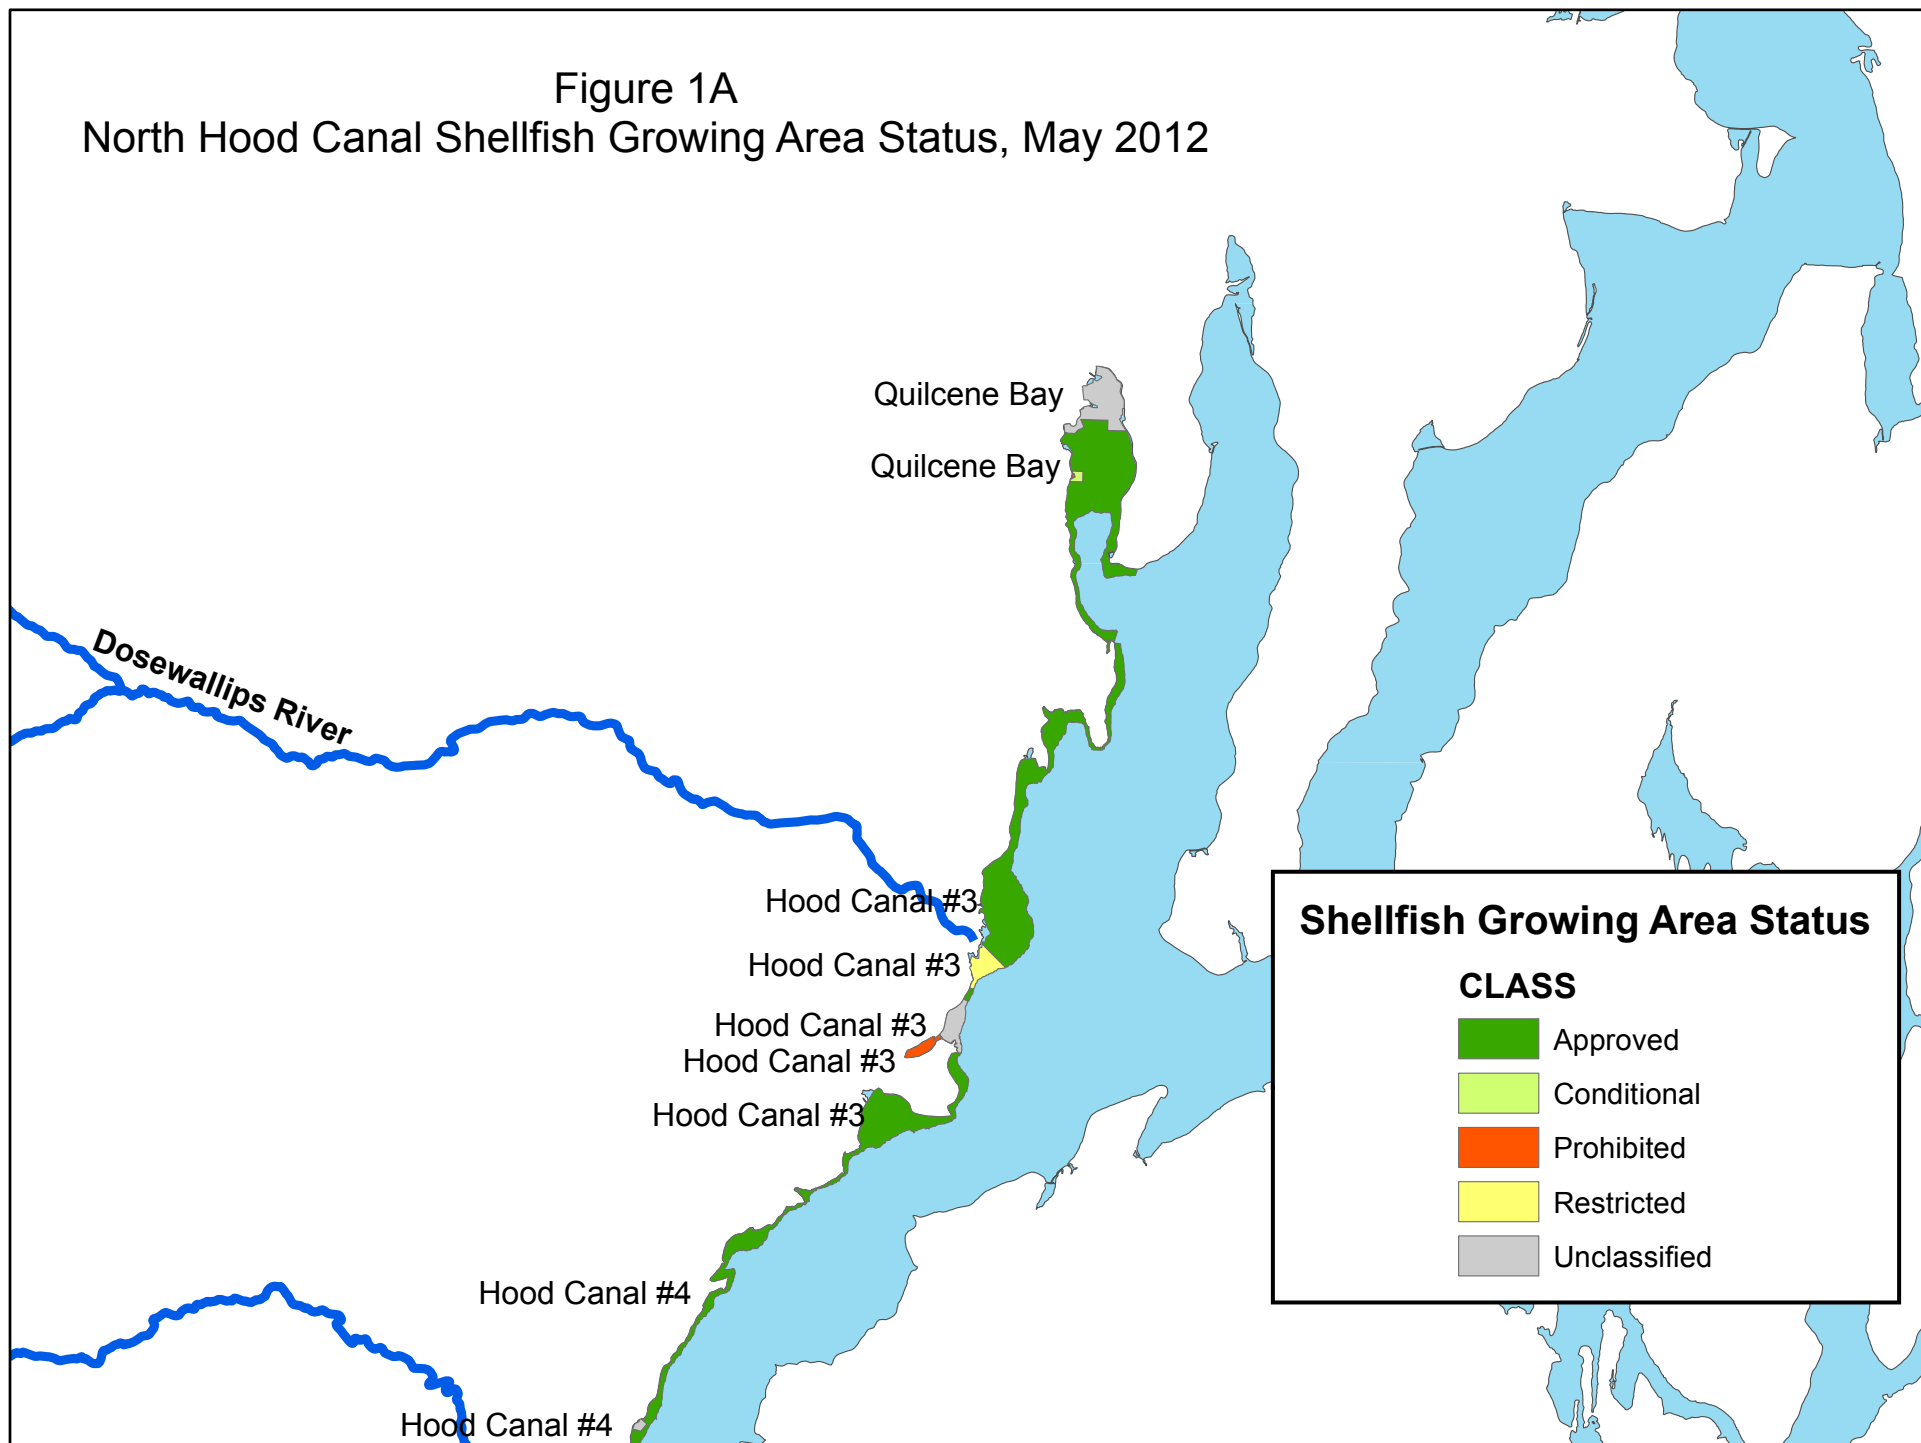 Figure 1A
North Hood Canal Shellfish Growing Area Status, May 2012
Quilcene Bay
Quilcene Bay
Dosewallips River
Hood Canal #3
Hood Canal #3
Hood Canal #3
Hood Canal #3
Hood Canal #3
Hood Canal #4
Hood Canal #4
Shellfish Growing Area Status
CLASS
Approved
Conditional
Prohibited
Restricted
Unclassified